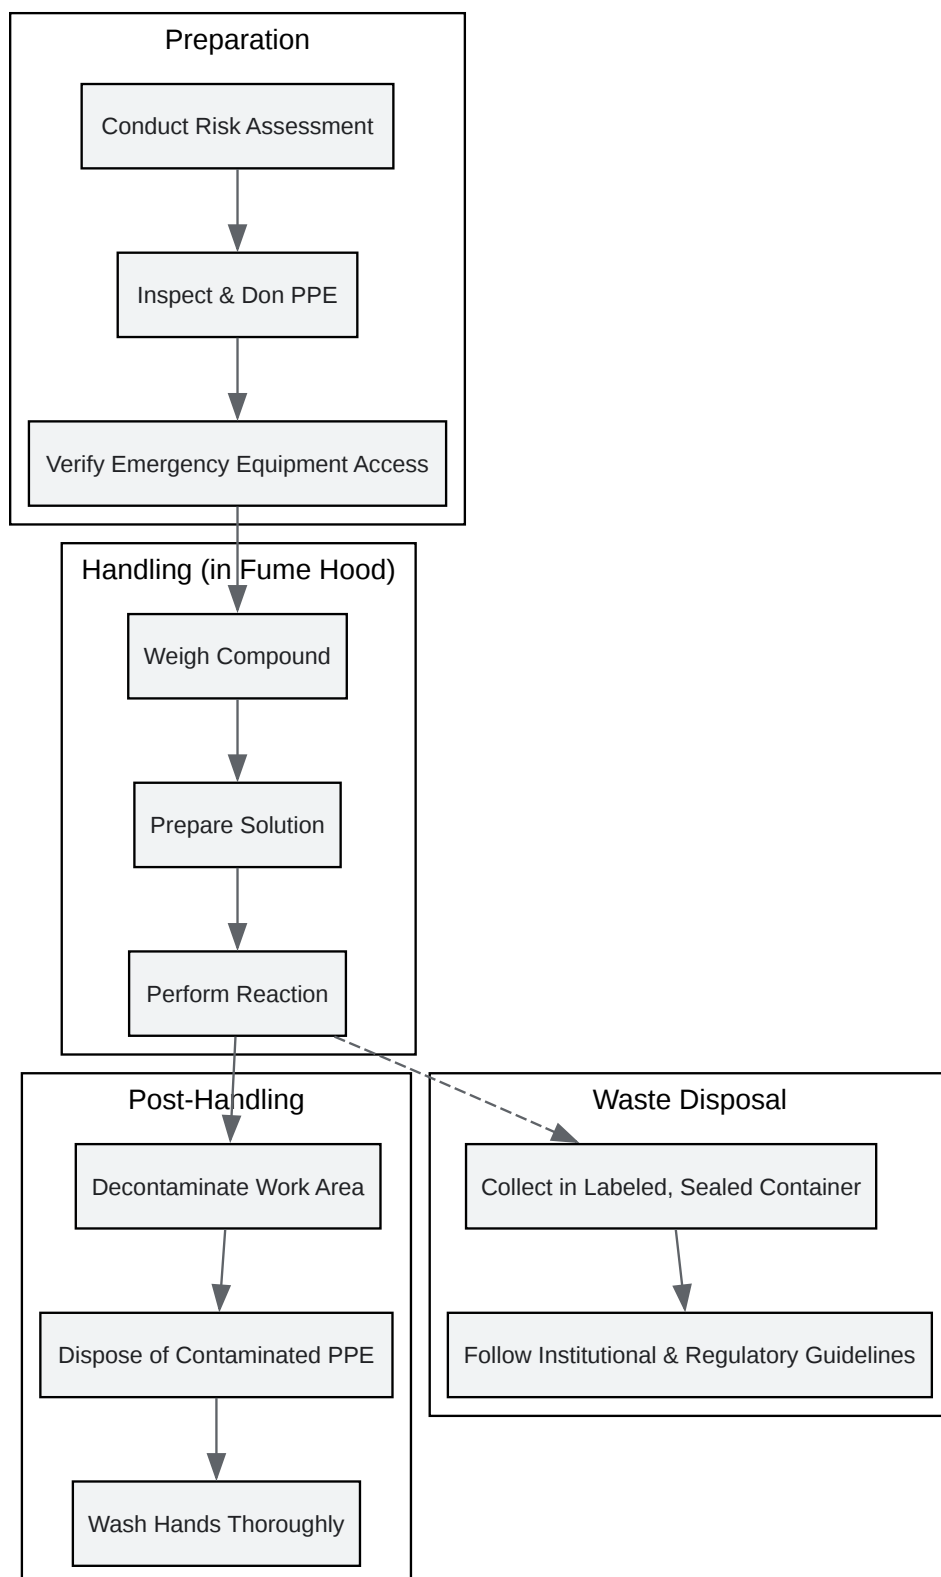 Preparation
Conduct Risk Assessment
Inspect & Don PPE
Verify Emergency Equipment Access
Handling (in Fume Hood)
Weigh Compound
Prepare Solution
Perform Reaction
Post-Handling
Decontaminate Work Area
Dispose of Contaminated PPE
Wash Hands Thoroughly
Waste Disposal
Collect in Labeled, Sealed Container
Follow Institutional & Regulatory Guidelines